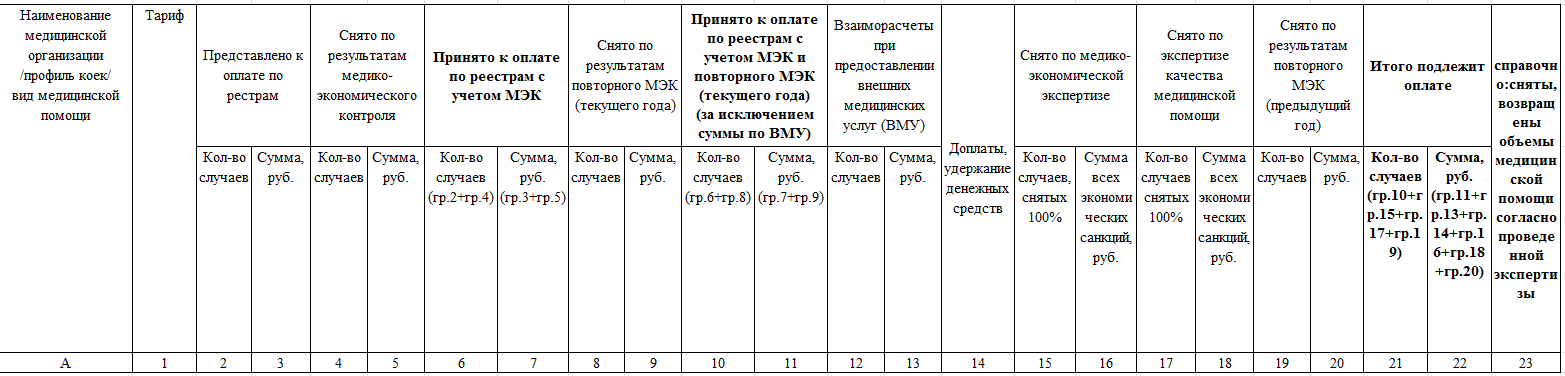 Наименование
медицинской
организации
/профиль коек/
вид медицинской
помощи
Тариф
Представлено к
оплате по
рестрам
Снято по
результатам
медико-
экономического
контроля
Принято к оплате
по реестрам с
учетом МЭК
Снято по
результатам
повторного МЭК
(текущего года)
Принято к оплате
по реестрам с
учетом МЭК и
повторного МЭК
(текущего года)
(за исключением
суммы по ВМУ)
Взаиморасчеты
при
предоставлении
внешних
медицинских
услуг (ВМУ)
Доплаты,
удержание
денежных
средств
Снято по медико-
экономической
экспертизе
Снято по
экспертизе
качества
медицинской
помощи
Снято по
результатам
повторного
МЭК
(предыдущий
год)
Итого подлежит
оплате
справочн
о:сняты,
возвращ
ены
объемы
медицин
ской
помощи
согласно
проведе
нной
эксперти
зы
Кол-во
случаев
Сумма,
руб.
Кол-во
случаев
Сумма,
руб.
Кол-во
случаев
(гр.2+гр.4)
Сумма,
руб.
(гр.3+гр.5)
Кол-во
случаев
Сумма,
руб.
Кол-во
случаев
(гр.6+гр.8)
Сумма,
руб.
(гр.7+гр.9)
Кол-во
случаев
Сумма,
руб.
Кол-во
случаев,
снятых
100%
Сумма
всех
экономи
ческих
санкций,
руб.
Кол-во
случаев
снятых
100%
Сумма
всех
экономи
ческих
санкций,
руб.
Кол-во
случаев
Сумма,
руб.
Кол-во
случаев
(гр.10+г
р.15+гр.
17+гр.1
9)
Сумма,
руб.
(гр.11+г
р.13+гр.
14+гр.1
6+гр.18
+гр.20)
А 1 2 3 4 5 6 7 8 9 10 11 12 13 14 15 16 17 18 19 20 21 22 23